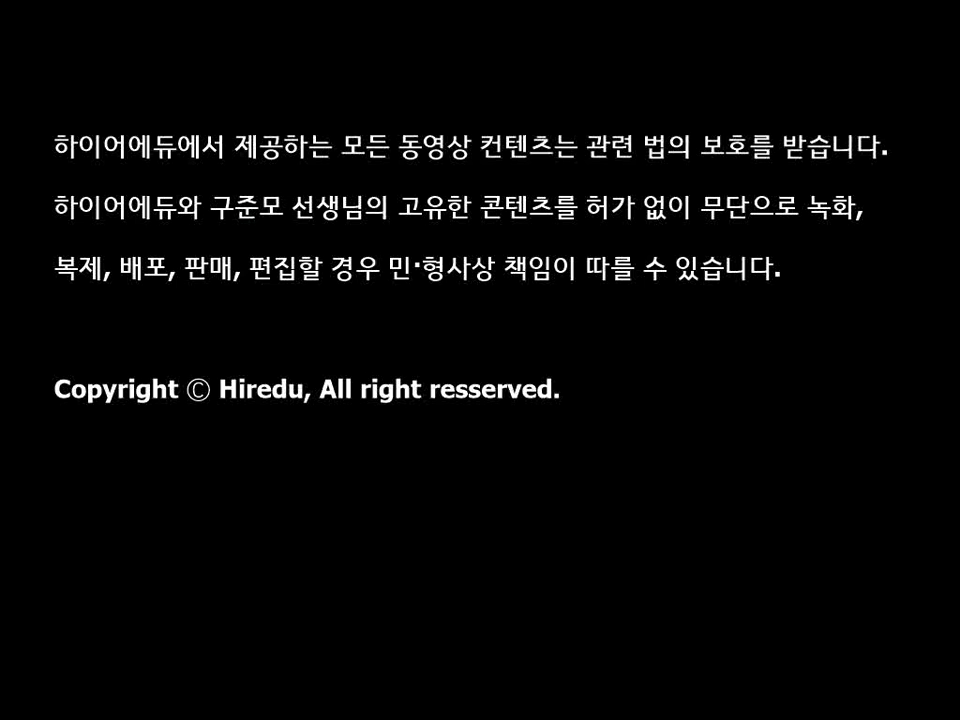 하이어에듀에서 제공하는 모든 동영상 컨텐츠는 관련 법의 보호를 받습니다.
하이어에듀와 구준모 선생님의 고유한 콘텐츠를 허가 없이 무단으로 녹화,
복제, 배포, 판매, 편집할 경우 민·형사상 책임이 따를 수 있습니다.
Copyright Ⓒ Hiredu, All right resserved.